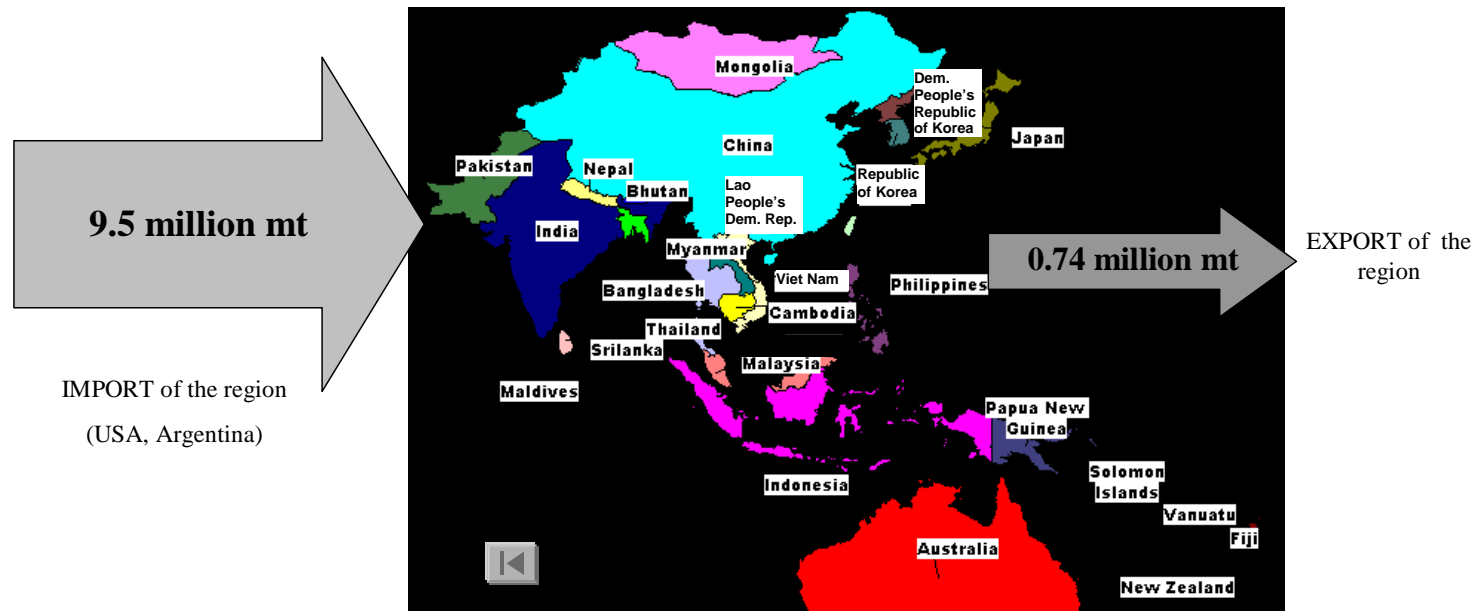 9.5 million mt
IMPORT of the region
(USA, Argentina)
Mongolia
Dem.
People's
Republic
of Korea
Japan
China
Pakistan
Nepal
Bhutan
Republic
of Korea
Lao
People's
Dem. Rep.
India
Myanmar
Viet Nam
Bangladesh
Philippines
Cambodia
Thailand
Srilanka
Malaysia
Maldives
Papua New
Guinea
Indonesia
Solomon
Islands
Vanuatu
Fiji
Australia
New Zealand
0.74 million mt
EXPORT of the
region